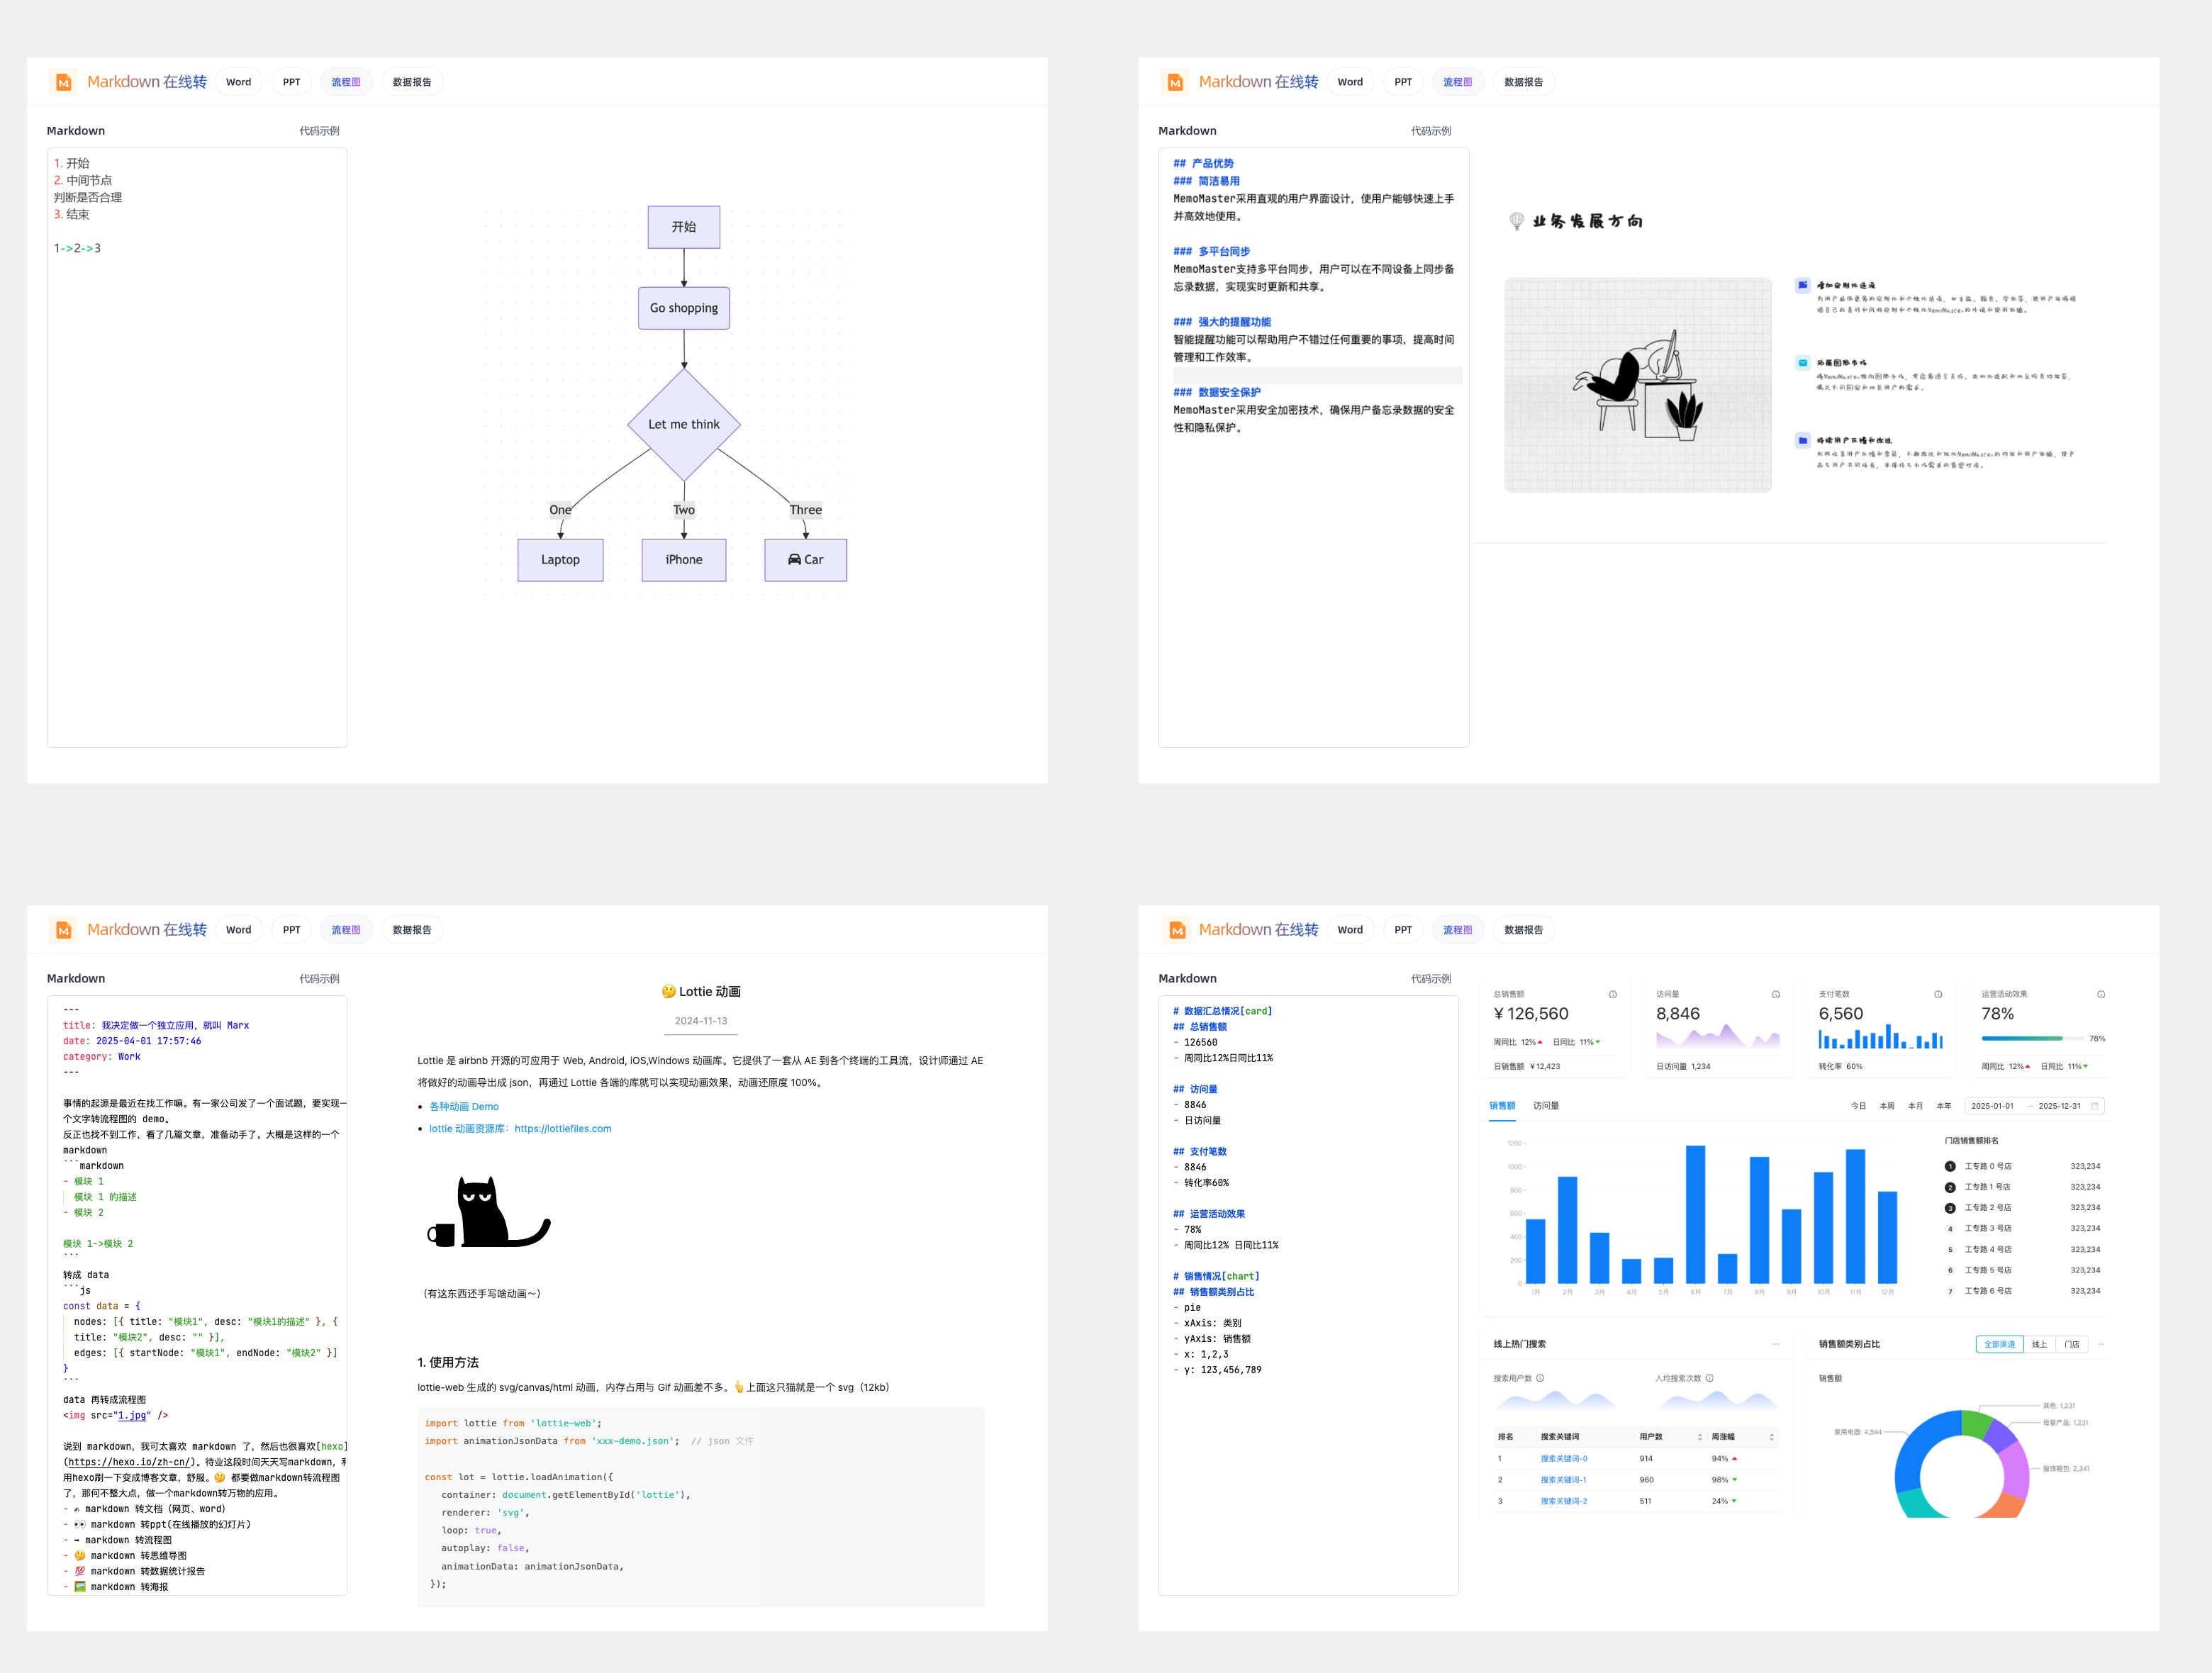 Markdown 在线转 Word PPT 流程图 数据报告
Markdown 代码示例
1. 开始
2. 中间节点
判断是否合理
3. 结束
1->2->3
开始
Go shopping
Let me think
One Two Three
Laptop iPhone Car
Markdown 在线转 Word PPT 流程图 数据报告
Markdown 代码示例
## 产品优势
### 简洁易用
MemoMaster采用直观的用户界面设计，使用户能够快速上手
并高效地使用。
### 多平台同步
MemoMaster支持多平台同步，用户可以在不同设备上同步备
忘录数据，实现实时更新和共享。
### 强大的提醒功能
智能提醒功能可以帮助用户不错过任何重要的事项，提高时间
管理和工作效率。
### 数据安全保护
MemoMaster采用安全加密技术，确保用户备忘录数据的安全
性和隐私保护。
业务发展方向
增加定制化选项
拓展国际市场
持续用户反馈和改进
Markdown 在线转 Word PPT 流程图 数据报告
Markdown 代码示例
---
title: 我决定做一个独立应用，就叫 Marx
date: 2025-04-01 17:57:46
category: Work
---
事情的起源是最近在找工作嘛。有一家公司发了一个面试题，要实现一
个文字转流程图的 demo。
反正也找不到工作，看了几篇文章，准备动手了。大概是这样的一个
markdown
```markdown
- 模块 1
模块 1 的描述
- 模块 2
模块 1->模块 2
```
转成 data
```js
const data = {
nodes: [{ title: "模块1", desc: "模块1的描述" }, {
title: "模块2", desc: "" }],
edges: [{ startNode: "模块1", endNode: "模块2" }]
}
```
data 再转成流程图
<img src="1.jpg" />
说到 markdown，我可太喜欢 markdown 了，然后也很喜欢[hexo]
(https://hexo.io/zh-cn/)。待业这段时间天天写markdown，
用hexo刷一下变成博客文章，舒服。🤔 都要做markdown转流程图
了，那何不整大点，做一个markdown转万物的应用。
- ✍ markdown 转文档（网页、word）
- 👀 markdown 转ppt(在线播放的幻灯片)
- ➡ markdown 转流程图
- 🤔 markdown 转思维导图
- 💯 markdown 转数据统计报告
- 🖼 markdown 转海报
🤔 Lottie 动画
2024-11-13
Lottie 是 airbnb 开源的可应用于 Web, Android, iOS,Windows 动画库。它提供了一套从 AE 到各个终端的工具流，设计师通过 AE
将做好的动画导出成 json，再通过 Lottie 各端的库就可以实现动画效果，动画还原度 100%。
• 各种动画 Demo
• lottie 动画资源库：https://lottiefiles.com
（有这东西还手写啥动画～）
1. 使用方法
lottie-web 生成的 svg/canvas/html 动画，内存占用与 Gif 动画差不多。👆上面这只猫就是一个 svg（12kb）
import lottie from 'lottie-web';
import animationJsonData from 'xxx-demo.json'; // json 文件
const lot = lottie.loadAnimation({
container: document.getElementById('lottie'),
renderer: 'svg',
loop: true,
autoplay: false,
animationData: animationJsonData,
});
Markdown 在线转 Word PPT 流程图 数据报告
Markdown 代码示例
# 数据汇总情况[card]
## 总销售额
- 126560
- 周同比12%日同比11%
## 访问量
- 8846
- 日访问量
## 支付笔数
- 8846
- 转化率60%
## 运营活动效果
- 78%
- 周同比12% 日同比11%
# 销售情况[chart]
## 销售额类别占比
- pie
- xAxis: 类别
- yAxis: 销售额
- x: 1,2,3
- y: 123,456,789
总销售额 访问量 支付笔数 运营活动效果
¥ 126,560 8,846 6,560 78%
周同比 12% 日同比 11% 78%
日销售额 ¥12,423 日访问量 1,234 转化率 60% 周同比 12% 日同比 11%
销售额 访问量 今日 本周 本月 本年 2025-01-01 → 2025-12-31
1200
1000
800
600
400
200
0
1月 2月 3月 4月 5月 6月 7月 8月 9月 10月 11月 12月
门店销售额排名
1 工专路 0 号店 323,234
2 工专路 1 号店 323,234
3 工专路 2 号店 323,234
4 工专路 3 号店 323,234
5 工专路 4 号店 323,234
6 工专路 5 号店 323,234
7 工专路 6 号店 323,234
线上热门搜索
搜索用户数 人均搜索次数
排名 搜索关键词 用户数 周涨幅
1 搜索关键词-0 914 94%
2 搜索关键词-1 960 98%
3 搜索关键词-2 511 24%
销售额类别占比 全部渠道 线上 门店
销售额
其他: 1,231
母婴产品: 1,231
家用电器: 4,544
服饰箱包: 2,341